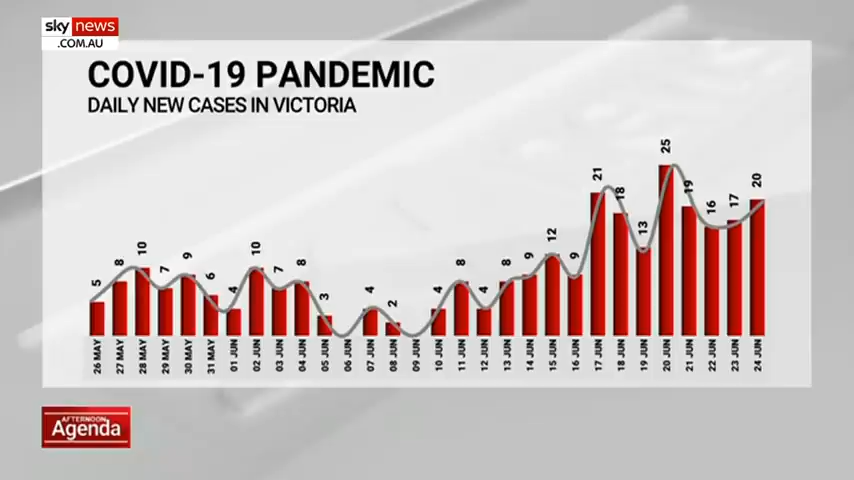 sky news
.COM.AU
COVID-19 PANDEMIC
DAILY NEW CASES IN VICTORIA
5 8 10 7 9 6 4 10 7 8 3 4 2 4 8 4 8 9 12 9 21 18 13 25 19 16 17 20
26 MAY 27 MAY 28 MAY 29 MAY 30 MAY 31 MAY 01 JUN 02 JUN 03 JUN 04 JUN 05 JUN 06 JUN 07 JUN 08 JUN 09 JUN 10 JUN 11 JUN 12 JUN 13 JUN 14 JUN 15 JUN 16 JUN 17 JUN 18 JUN 19 JUN 20 JUN 21 JUN 22 JUN 23 JUN 24 JUN
AFTERNOON
Agenda